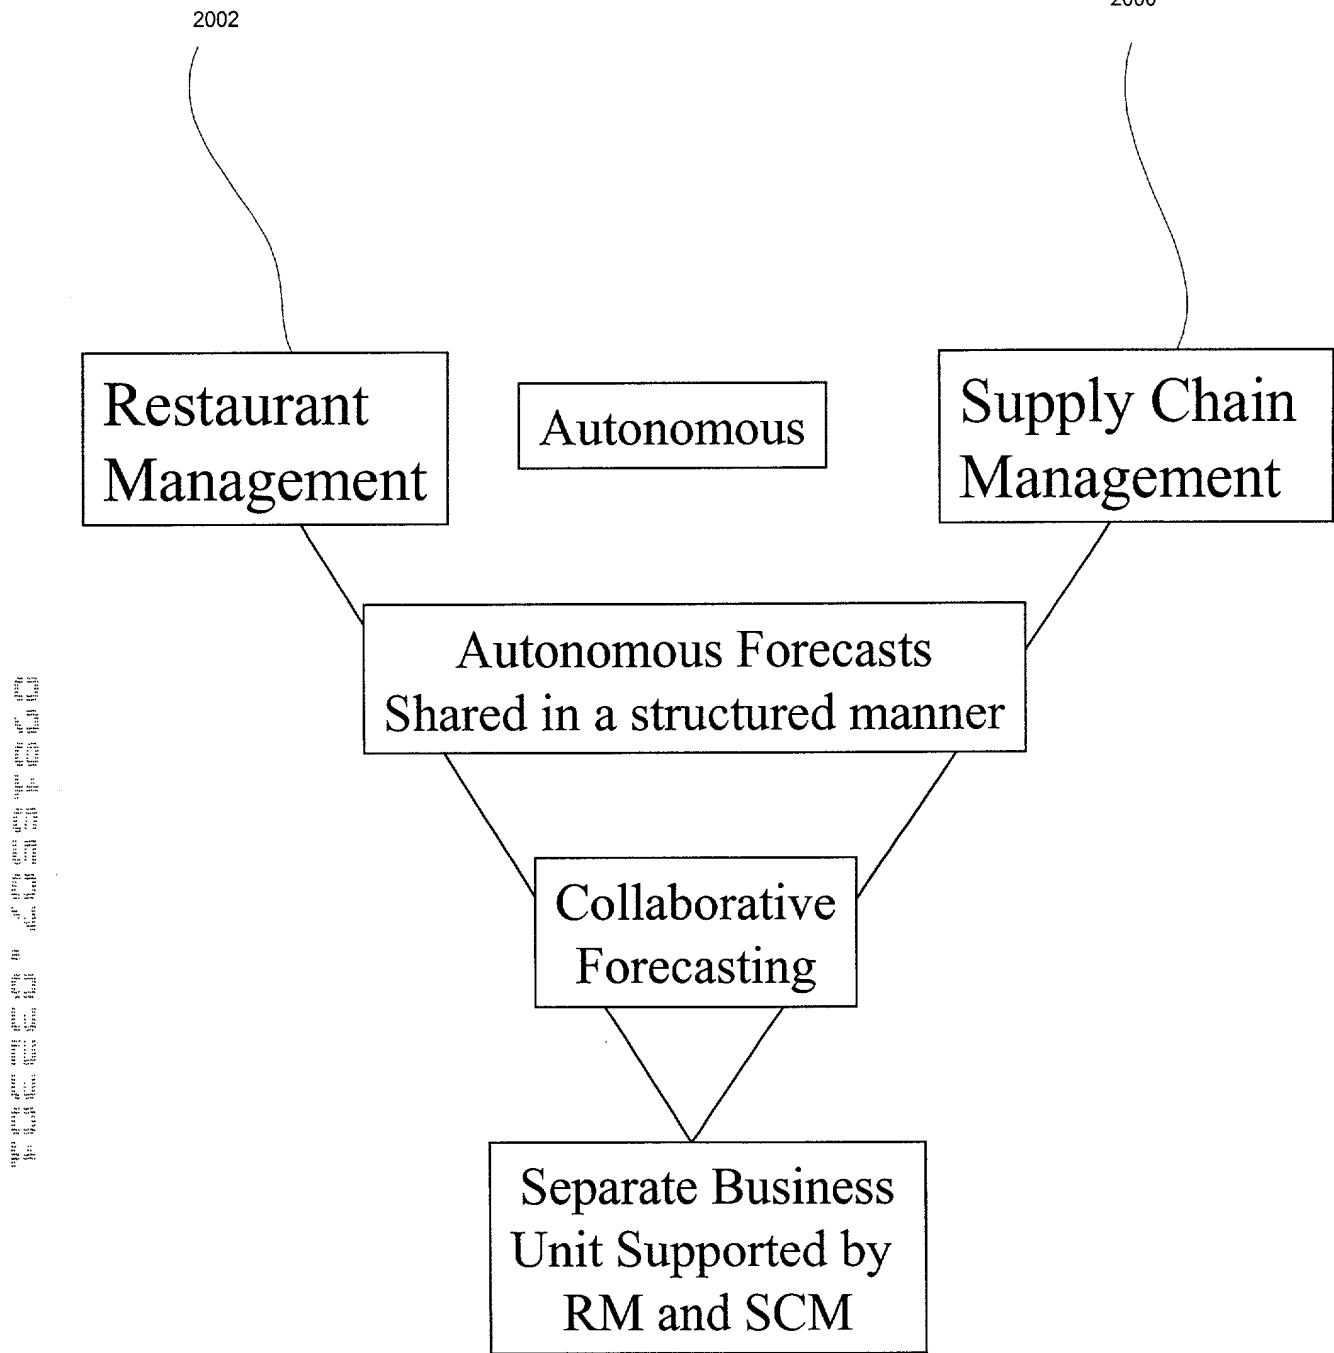 2002
2000
Restaurant
Management
Autonomous
Supply Chain
Management
Autonomous Forecasts
Shared in a structured manner
Collaborative
Forecasting
Separate Business
Unit Supported by
RM and SCM